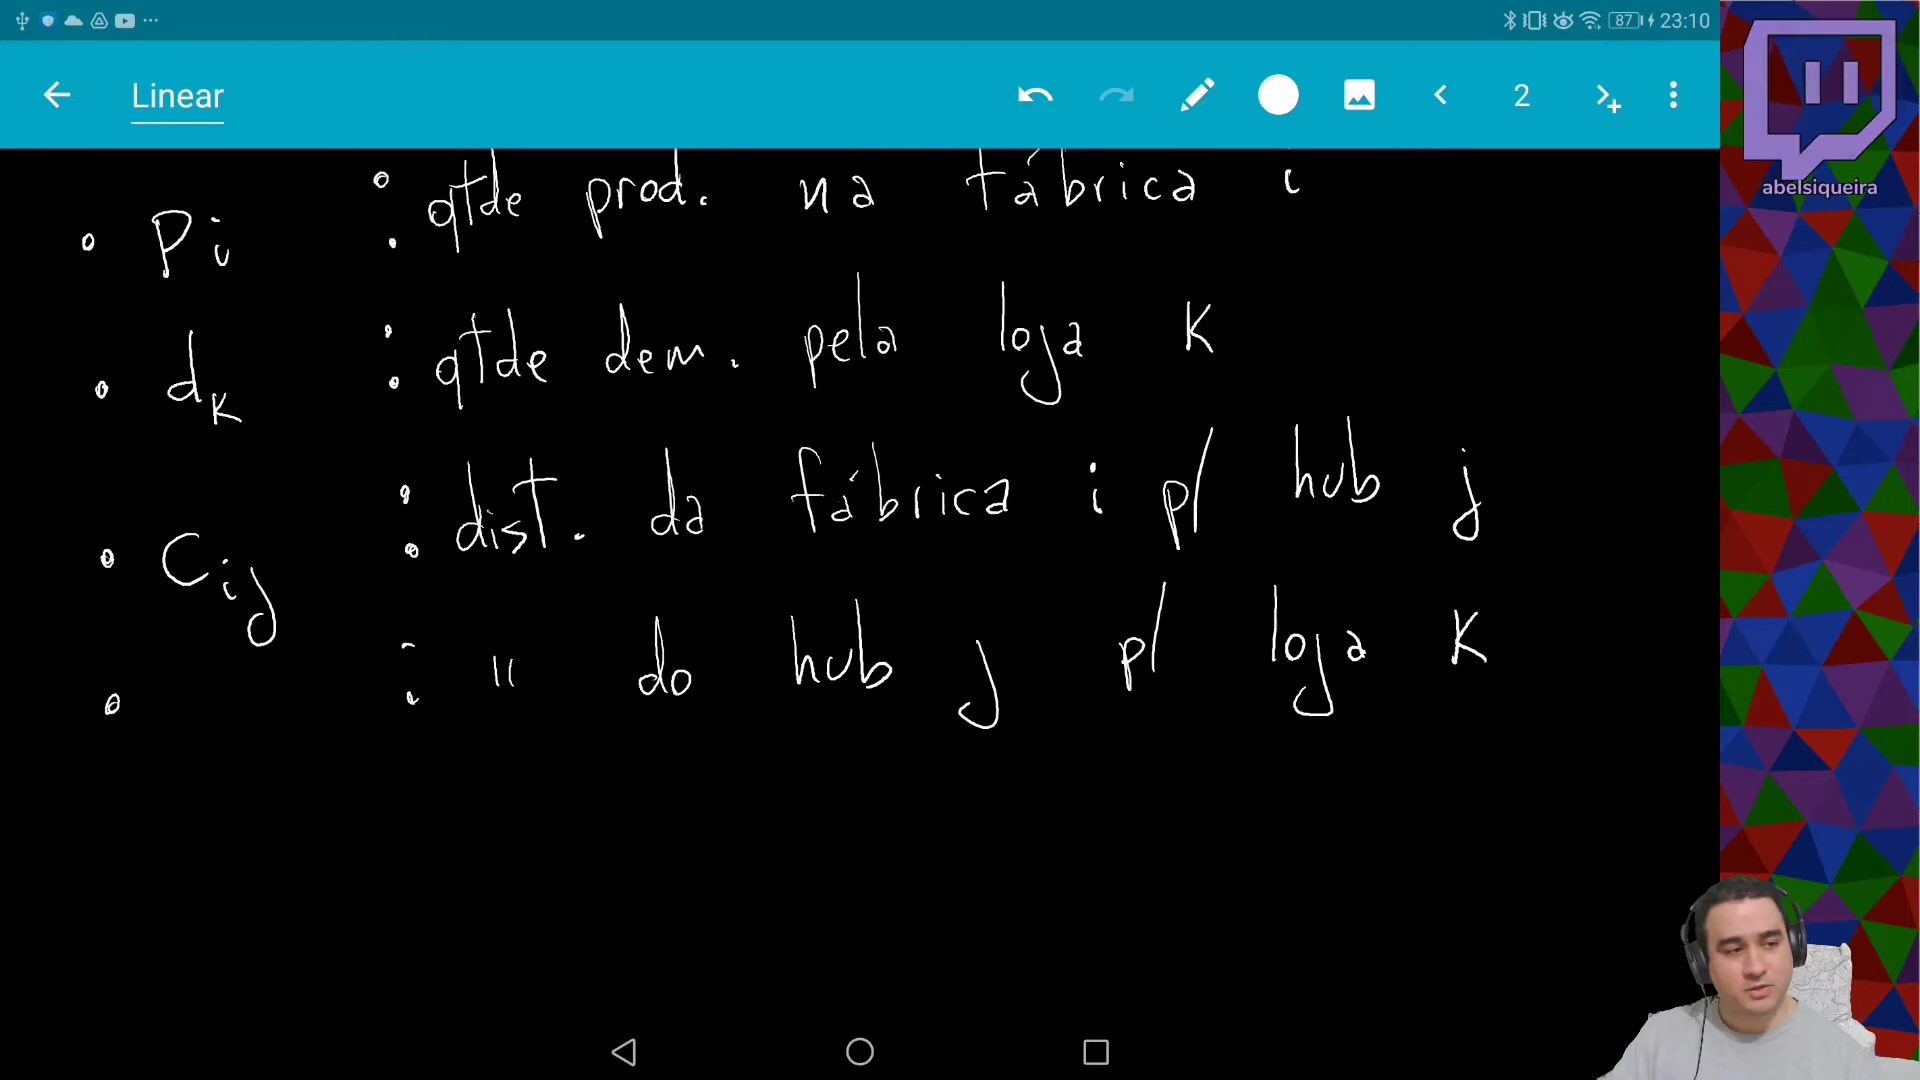 87 23:10
Linear
2
abelsiqueira
• Pi : qtde prod. na fábrica i
• dk : qtde dem. pela loja k
• Cij : dist. da fábrica i p/ hub j
• : " do hub j p/ loja k